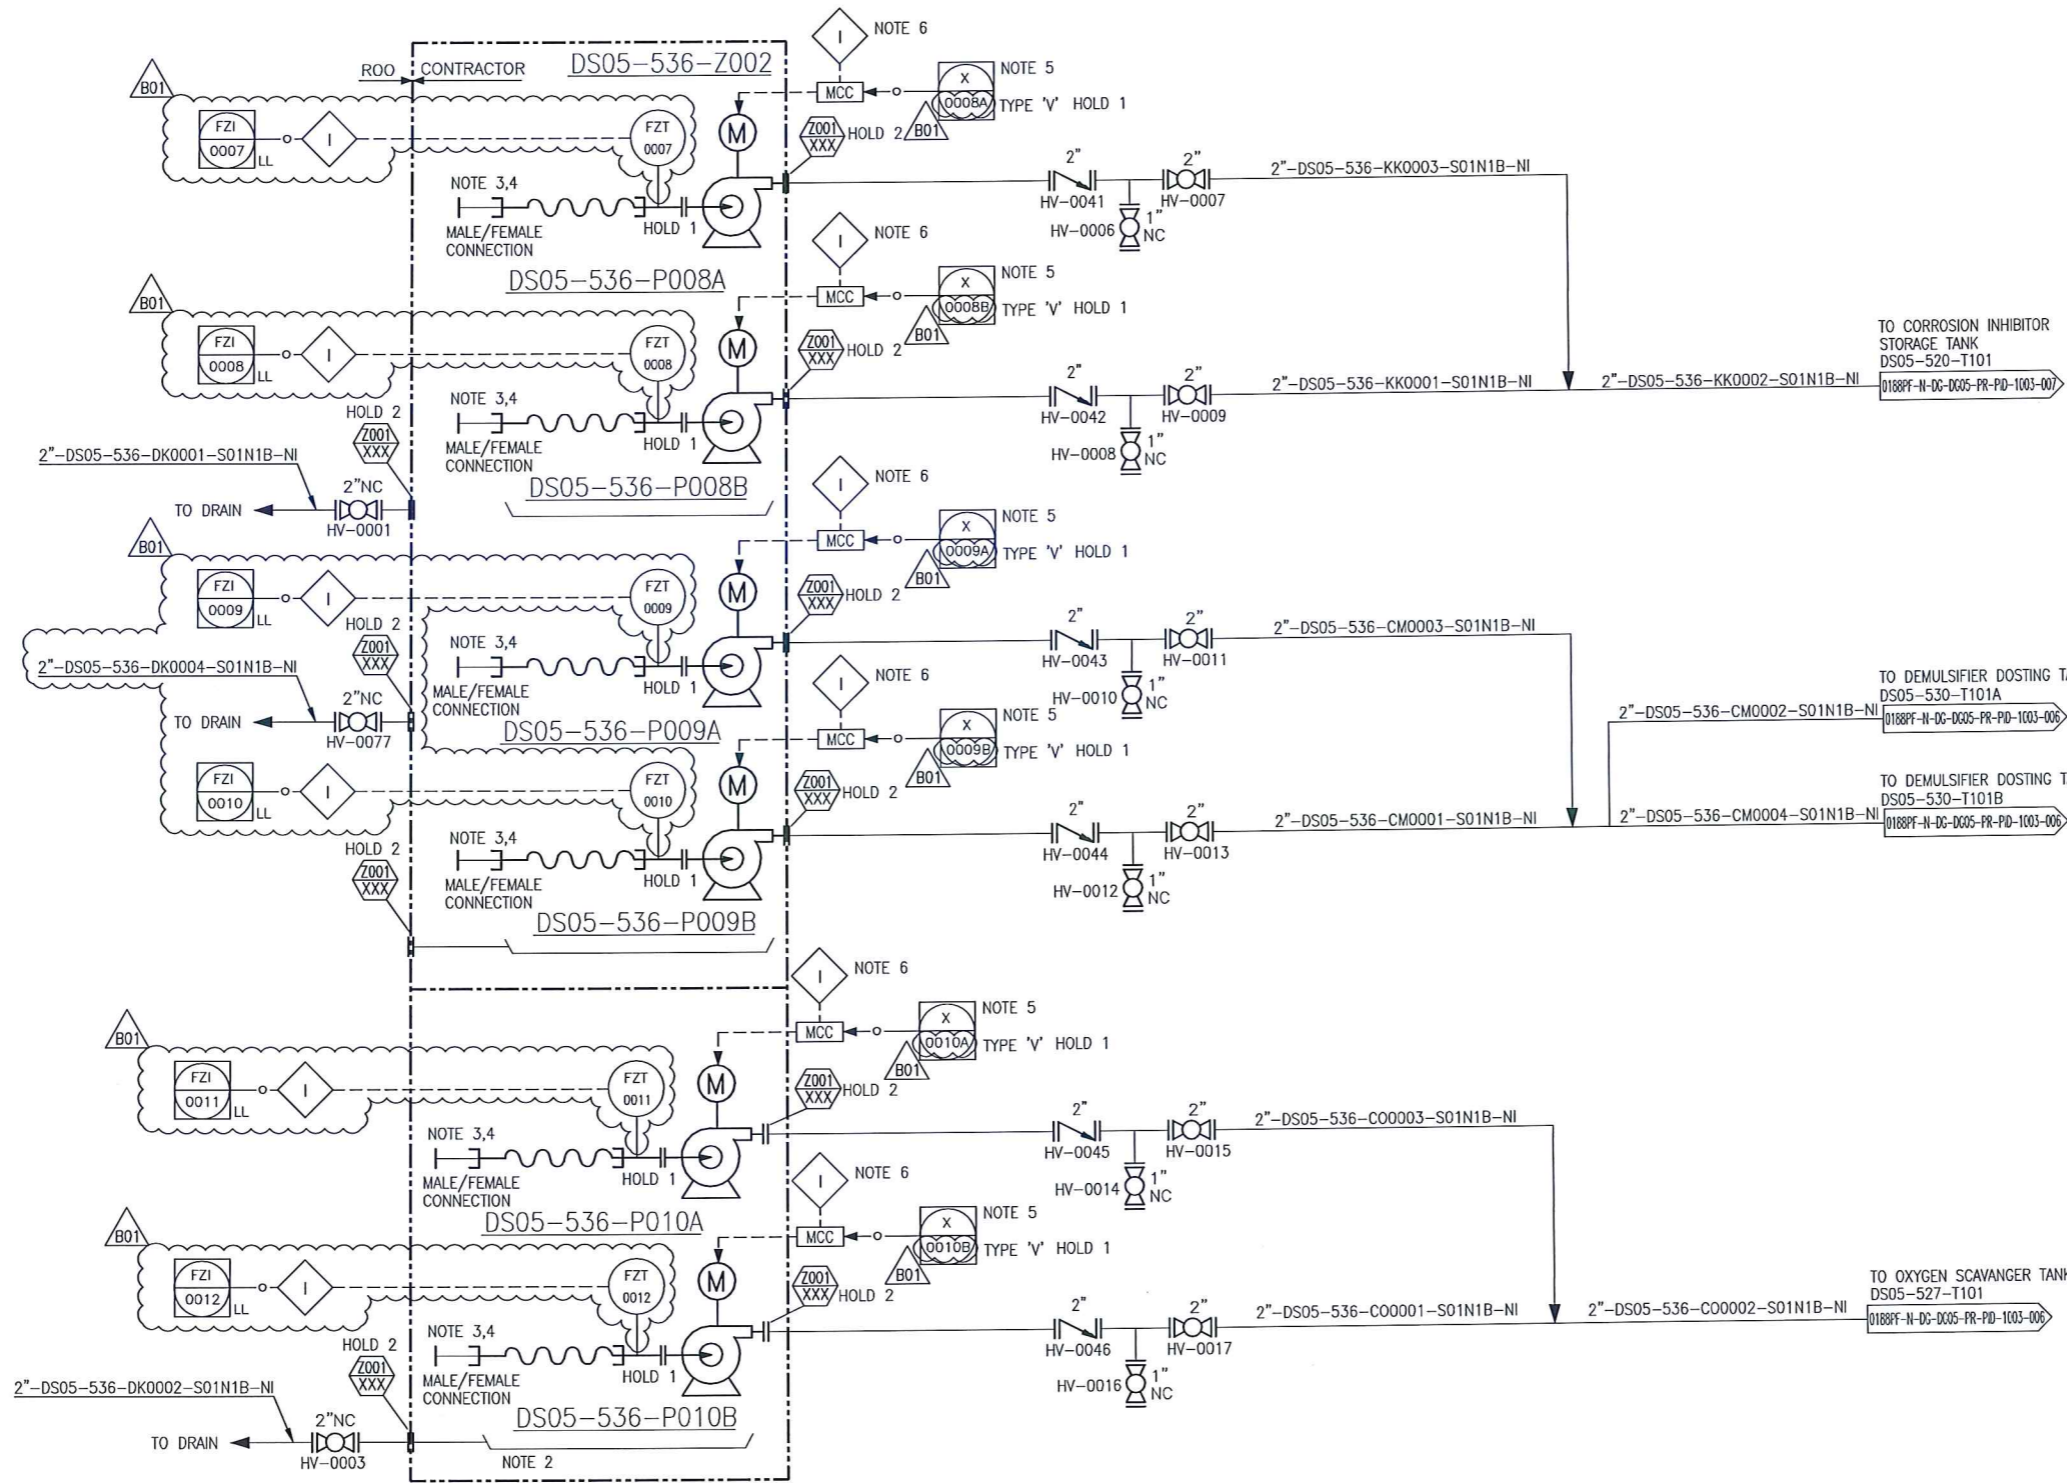 NOTE 6
DS05-536-Z002
ROO
CONTRACTOR
B01
NOTE 5
X
0008A
MCC
TYPE 'V' HOLD 1
B01
FZI
0007
LL
I
FZT
0007
M
Z001
XXX
HOLD 2
I
NOTE 3,4
MALE/FEMALE
CONNECTION
HOLD 1
2"
HV-0041
2"
HV-0007
2"-DS05-536-KK0003-S01N1B-NI
HV-0006
1"
NC
I
NOTE 6
DS05-536-P008A
B01
NOTE 5
X
0008B
MCC
TYPE 'V' HOLD 1
B01
FZI
0008
LL
I
FZT
0008
M
Z001
XXX
HOLD 2
NOTE 3,4
MALE/FEMALE
CONNECTION
HOLD 1
2"
HV-0042
2"
HV-0009
2"-DS05-536-KK0001-S01N1B-NI
2"-DS05-536-KK0002-S01N1B-NI
TO CORROSION INHIBITOR
STORAGE TANK
DS05-520-T101
0188PF-N-DG-DG05-PR-PID-1003-007
HV-0008
1"
NC
HOLD 2
Z001
XXX
2"-DS05-536-DK0001-S01N1B-NI
2"NC
TO DRAIN
HV-0001
DS05-536-P008B
I
NOTE 6
B01
NOTE 5
X
0009A
MCC
TYPE 'V' HOLD 1
B01
FZI
0009
LL
I
FZT
0009
M
Z001
XXX
HOLD 2
NOTE 3,4
MALE/FEMALE
CONNECTION
HOLD 1
2"
HV-0043
2"
HV-0011
2"-DS05-536-CM0003-S01N1B-NI
HV-0010
1"
NC
HOLD 2
Z001
XXX
2"-DS05-536-DK0004-S01N1B-NI
2"NC
TO DRAIN
HV-0077
DS05-536-P009A
I
NOTE 6
NOTE 5
X
0009B
MCC
TYPE 'V' HOLD 1
B01
2"-DS05-536-CM0002-S01N1B-NI
TO DEMULSIFIER DOSTING
DS05-530-T101A
0188PF-N-DG-DG05-PR-PID-1003-006
FZI
0010
LL
I
FZT
0010
M
Z001
XXX
HOLD 2
NOTE 3,4
MALE/FEMALE
CONNECTION
HOLD 1
2"
HV-0044
2"
HV-0013
2"-DS05-536-CM0001-S01N1B-NI
2"-DS05-536-CM0004-S01N1B-NI
TO DEMULSIFIER DOSTING
DS05-530-T101B
0188PF-N-DG-DG05-PR-PID-1003-006
HV-0012
1"
NC
HOLD 2
Z001
XXX
DS05-536-P009B
I
NOTE 6
B01
NOTE 5
X
0010A
MCC
TYPE 'V' HOLD 1
B01
FZI
0011
LL
I
FZT
0011
M
Z001
XXX
HOLD 2
NOTE 3,4
MALE/FEMALE
CONNECTION
HOLD 1
2"
HV-0045
2"
HV-0015
2"-DS05-536-CO0003-S01N1B-NI
HV-0014
1"
NC
DS05-536-P010A
I
NOTE 6
B01
NOTE 5
X
0010B
MCC
TYPE 'V' HOLD 1
B01
FZI
0012
LL
I
FZT
0012
M
Z001
XXX
HOLD 2
NOTE 3,4
MALE/FEMALE
CONNECTION
HOLD 1
2"
HV-0046
2"
HV-0017
2"-DS05-536-CO0001-S01N1B-NI
2"-DS05-536-CO0002-S01N1B-NI
TO OXYGEN SCAVANGER TANK
DS05-527-T101
0188PF-N-DG-DG05-PR-PID-1003-006
HV-0016
1"
NC
HOLD 2
Z001
XXX
2"-DS05-536-DK0002-S01N1B-NI
2"NC
TO DRAIN
HV-0003
DS05-536-P010B
NOTE 2